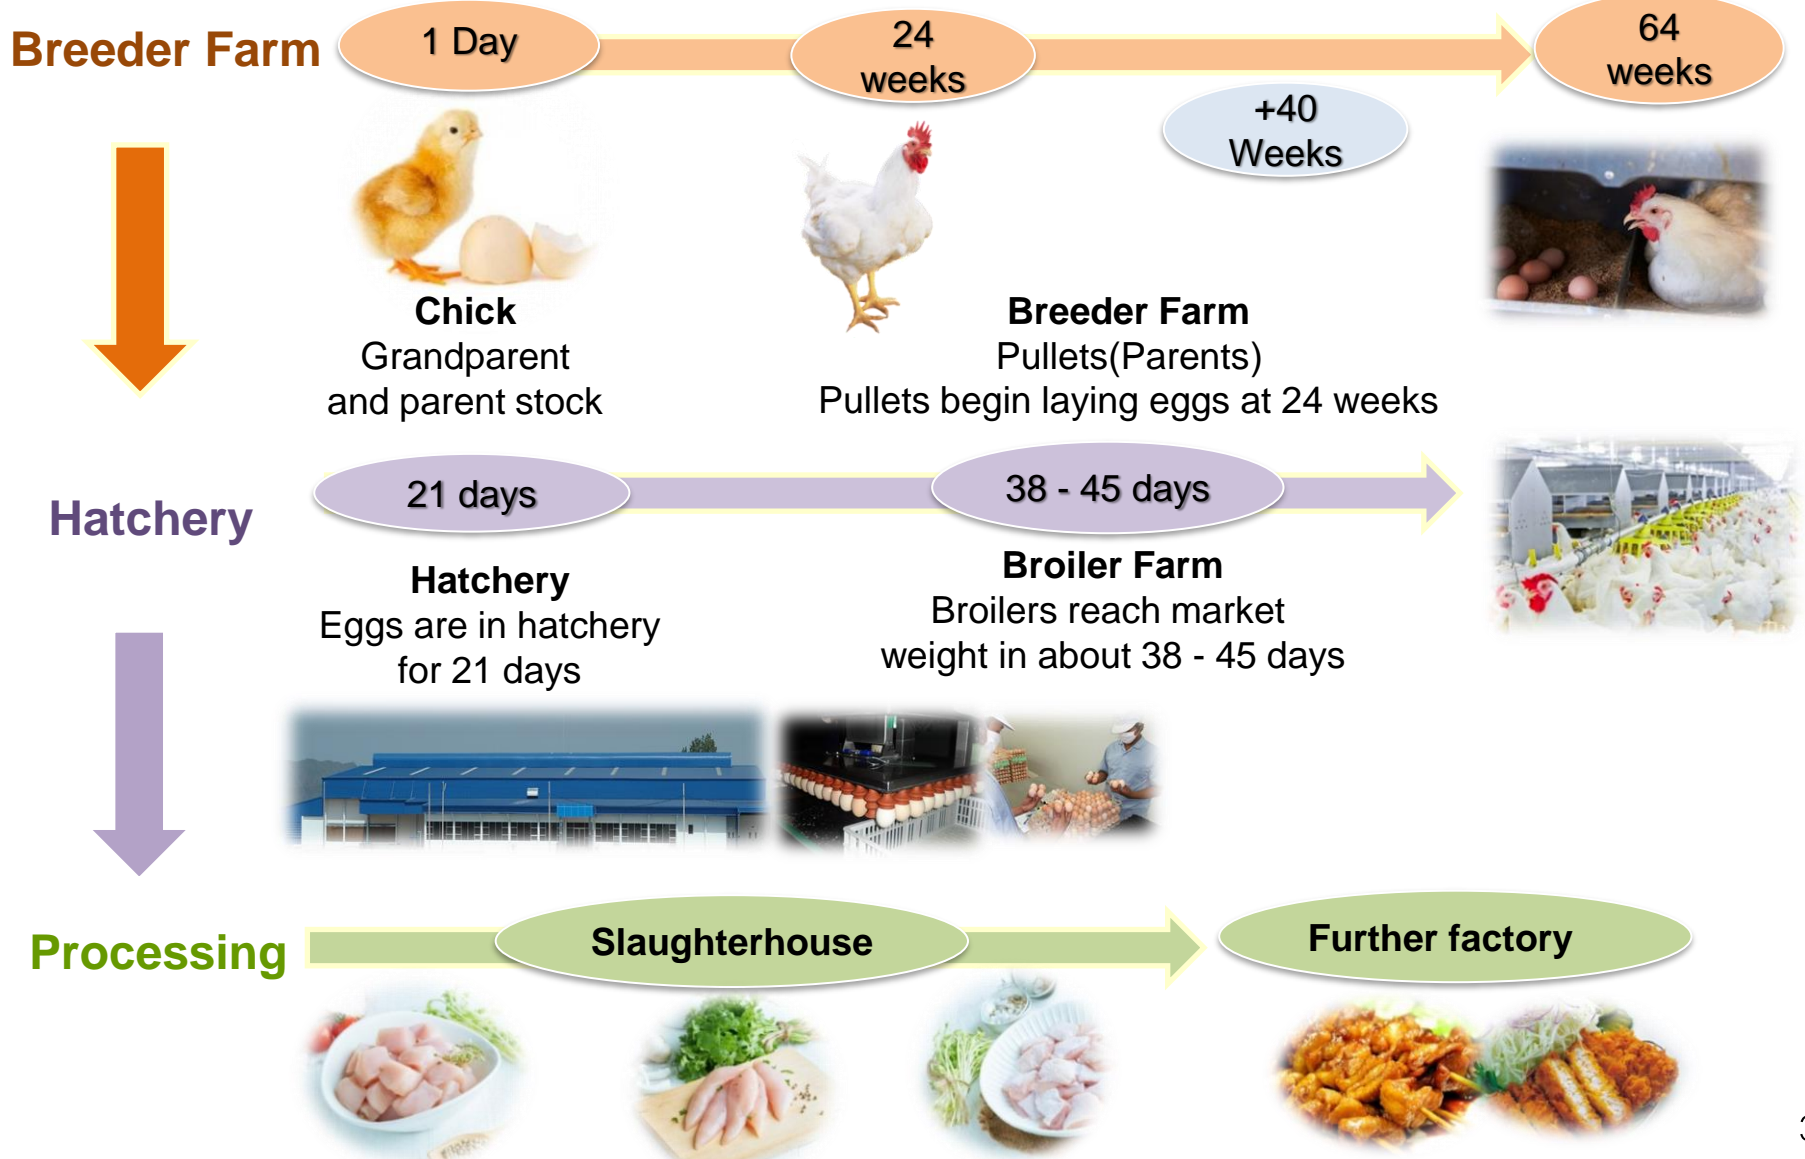 Breeder Farm
1 Day
24
weeks
64
weeks
+40
Weeks
Chick
Grandparent
and parent stock
Breeder Farm
Pullets(Parents)
Pullets begin laying eggs at 24 weeks
Hatchery
21 days
38 - 45 days
Hatchery
Eggs are in hatchery
for 21 days
Broiler Farm
Broilers reach market
weight in about 38 - 45 days
Processing
Slaughterhouse
Further factory